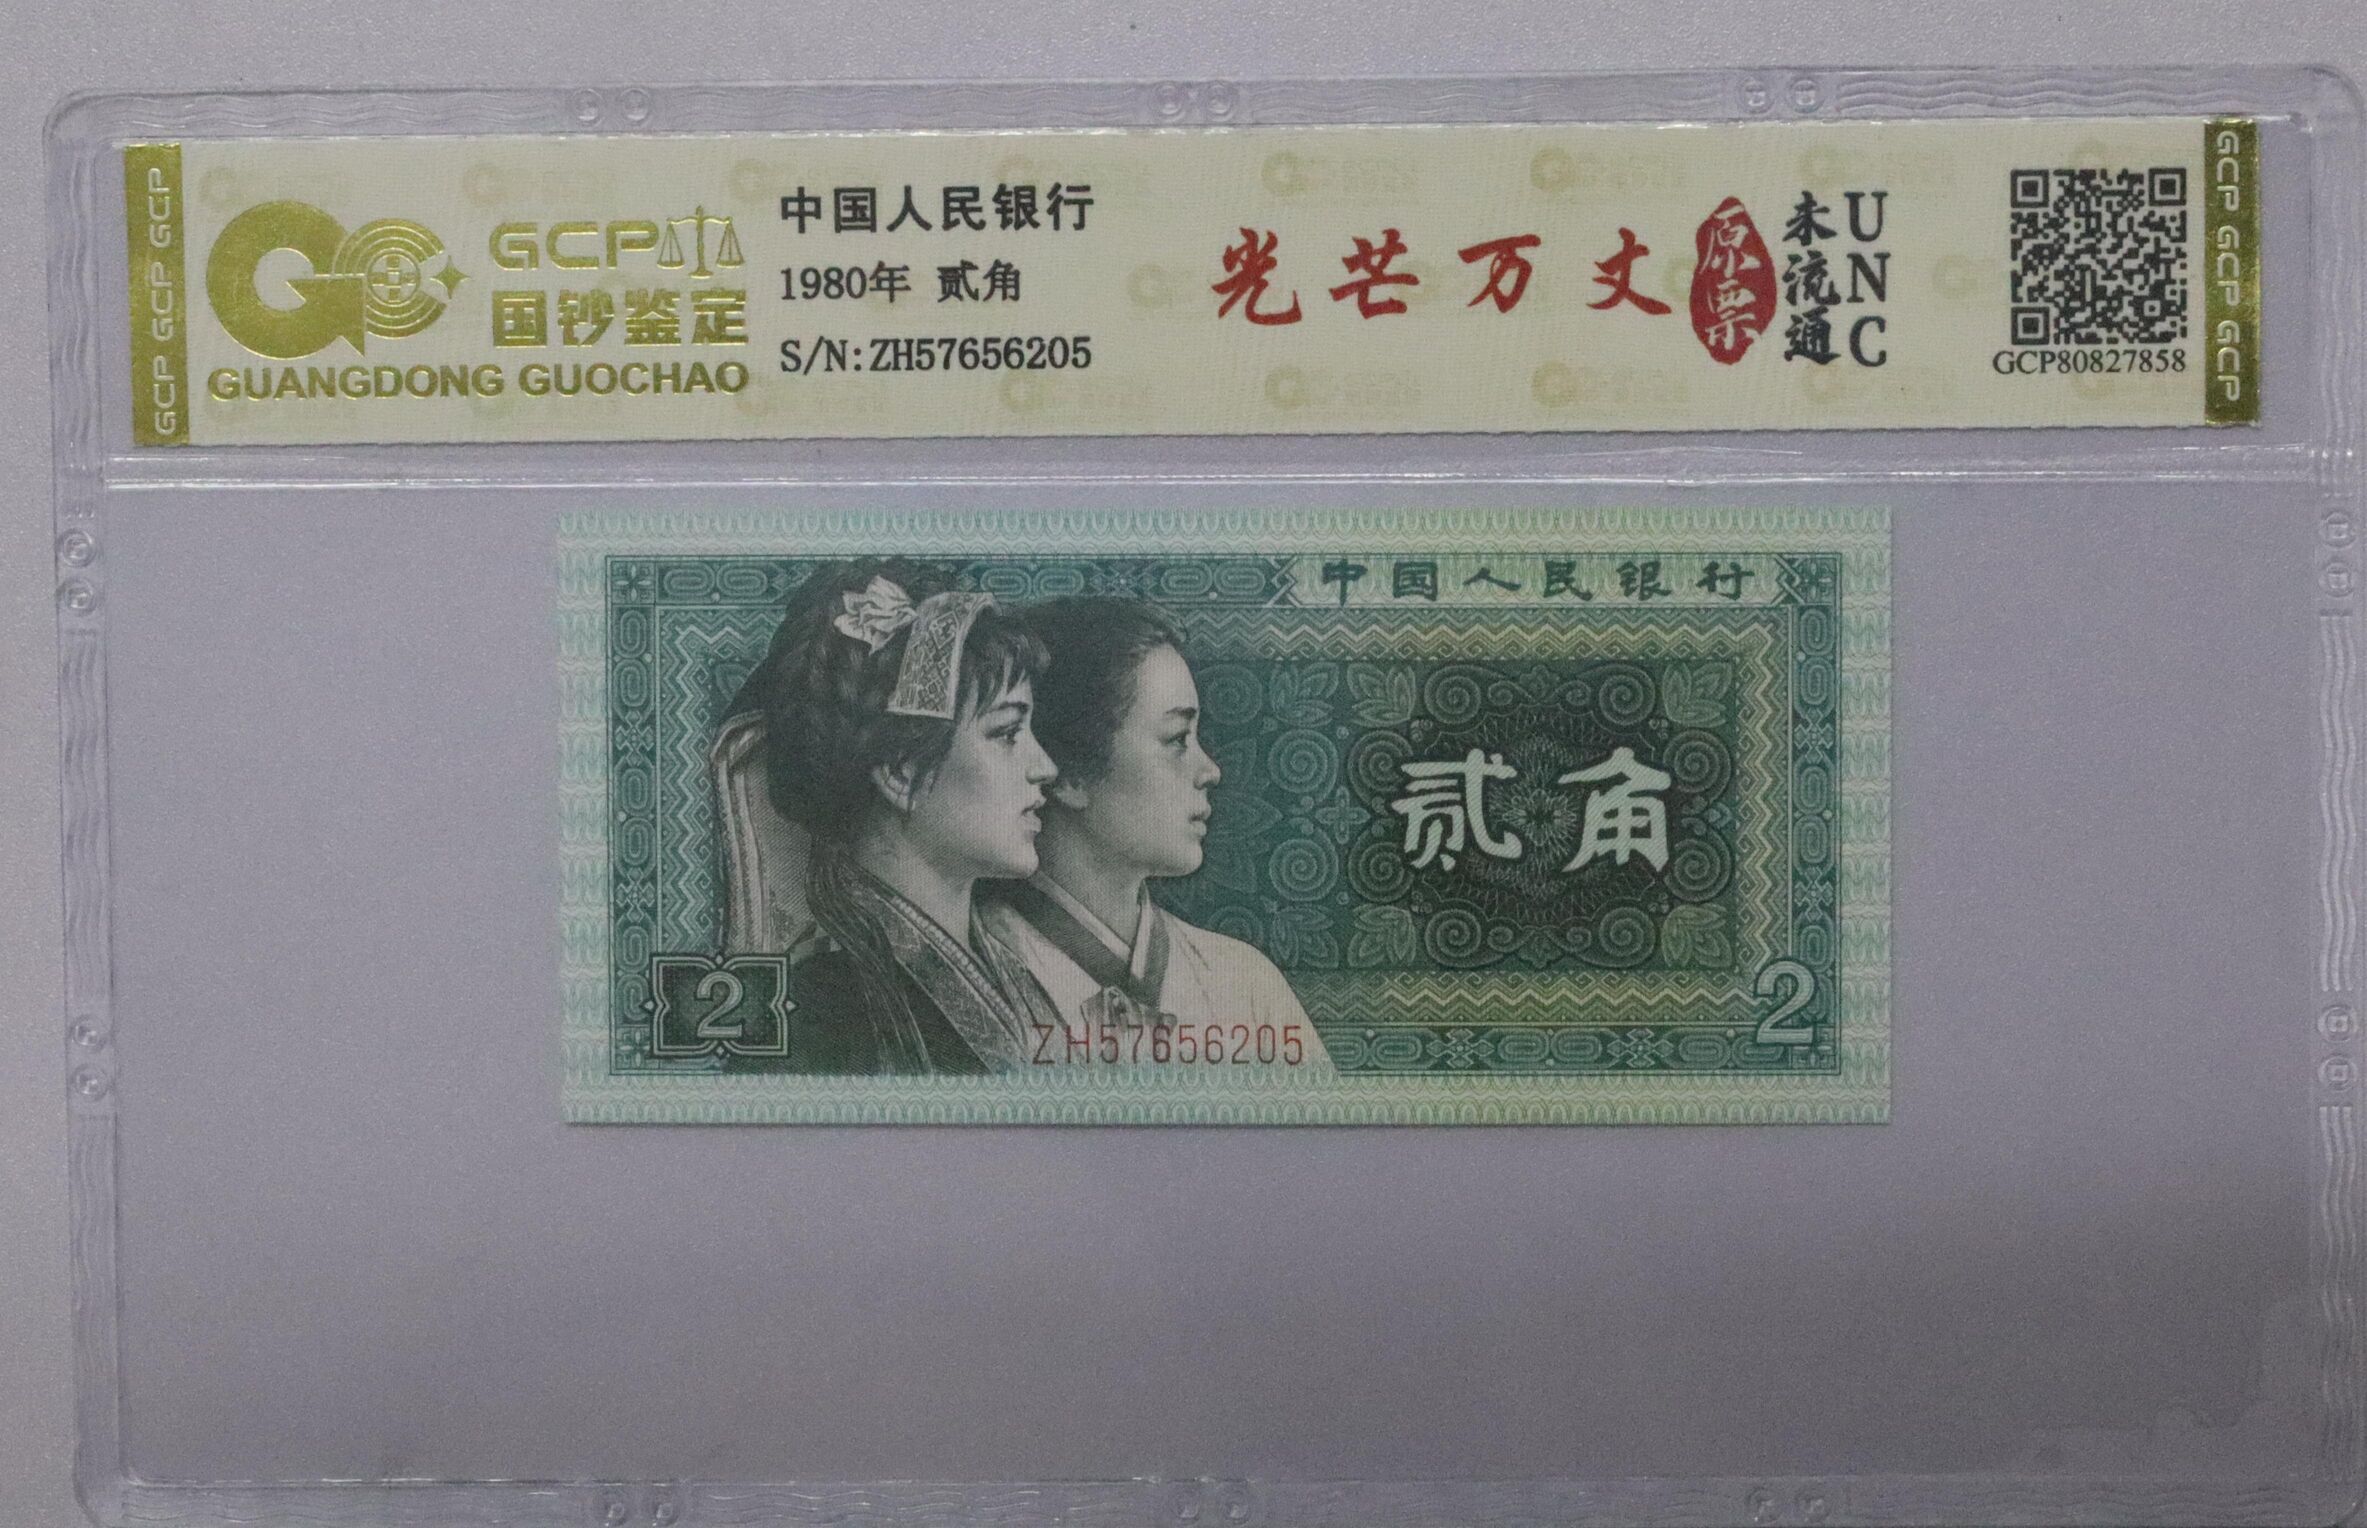 GCP GCP GCP
GCP
国钞鉴定
GUANGDONG GUOCHAO
中国人民银行
1980年 贰角
S/N:ZH57656205
光芒万丈
原票
未流通
UNC
GCP80827858
GCP GCP GCP
中国人民银行
贰角
2
2
ZH57656205